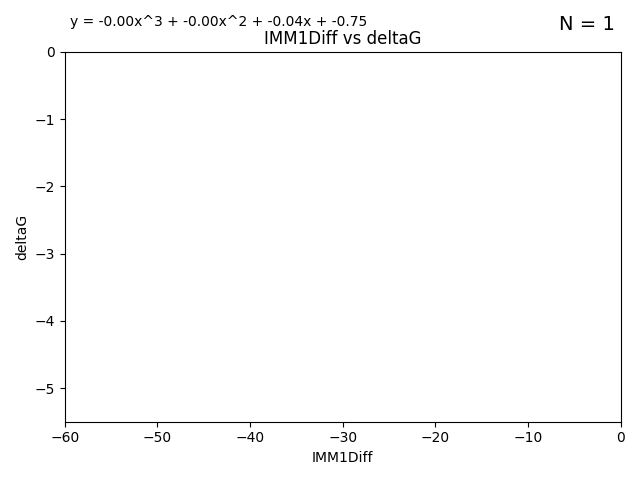 y = -0.00x^3 + -0.00x^2 + -0.04x + -0.75
N = 1
IMM1Diff vs deltaG
0
−1
−2
−3
−4
−5
deltaG
−60 −50 −40 −30 −20 −10 0
IMM1Diff